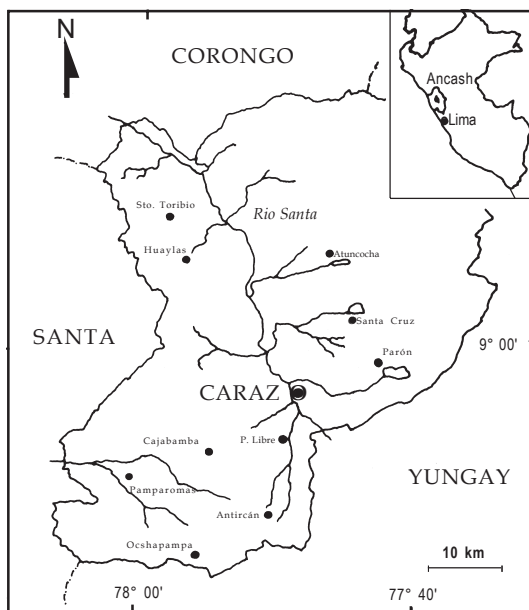 N
CORONGO
Ancash
Lima
Sto. Toribio
Rio Santa
Huaylas
Atuncocha
SANTA
Santa Cruz
9° 00'
Parón
CARAZ
Cajabamba
P. Libre
Pamparomas
YUNGAY
Antircán
Ocshapampa
10 km
78° 00'
77° 40'